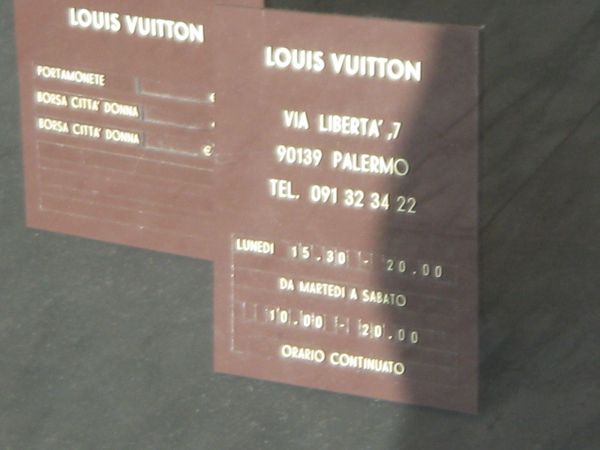 LOUIS VUITTON
PORTAMONETE €
BORSA CITTA' DONNA
BORSA CITTA' DONNA €
LOUIS VUITTON
VIA LIBERTA' ,7
90139 PALERMO
TEL. 091 32 34 22
LUNEDI 15.30 - 20.00
DA MARTEDI A SABATO
10.00 - 20.00
ORARIO CONTINUATO